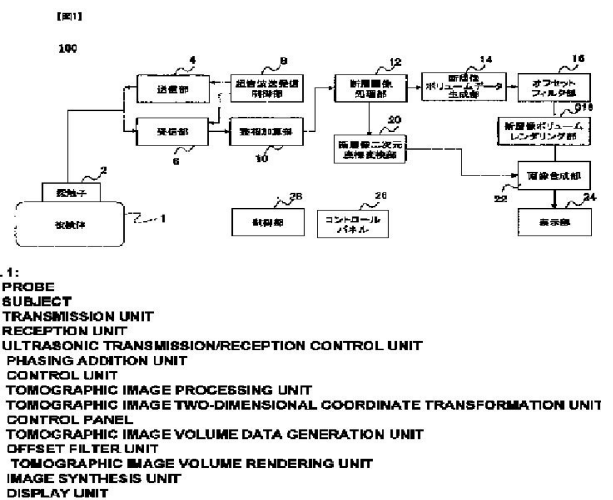 【図1】
100
4
8
12
14
16
送信部
超音波送受信
制御部
断層画像
処理部
断層像
ボリュームデータ
生成部
オフセット
フィルタ部
受信部
整相加算部
20
18
6
10
断層像二次元
座標変換部
断層像ボリューム
レンダリング部
2
探触子
画像合成部
22
28
26
24
被検体
1
制御部
コントロール
パネル
表示部
. 1:
PROBE
SUBJECT
TRANSMISSION UNIT
RECEPTION UNIT
ULTRASONIC TRANSMISSION/RECEPTION CONTROL UNIT
PHASING ADDITION UNIT
CONTROL UNIT
TOMOGRAPHIC IMAGE PROCESSING UNIT
TOMOGRAPHIC IMAGE TWO-DIMENSIONAL COORDINATE TRANSFORMATION UNIT
CONTROL PANEL
TOMOGRAPHIC IMAGE VOLUME DATA GENERATION UNIT
OFFSET FILTER UNIT
TOMOGRAPHIC IMAGE VOLUME RENDERING UNIT
IMAGE SYNTHESIS UNIT
DISPLAY UNIT